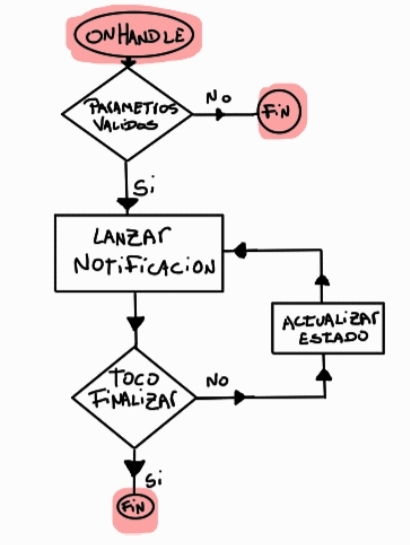 ONHANDLE
PARAMETROS
VALIDOS
NO
FIN
Si
LANZAR
NOTIFICACION
ACTUALIZAR
ESTADO
TOCO
FINALIZAR
NO
Si
FIN